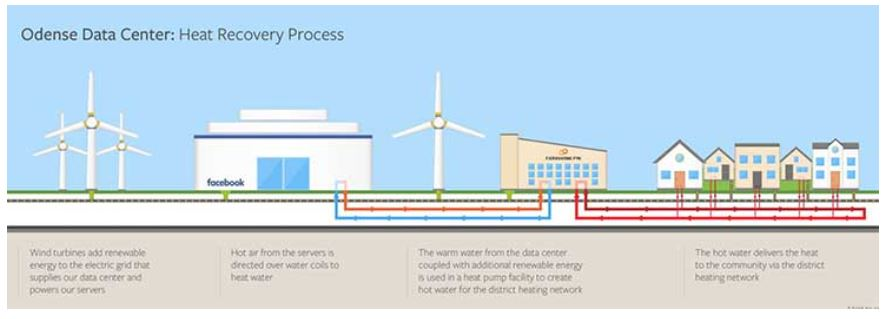 Odense Data Center: Heat Recovery Process
facebook
Wind turbines add renewable
energy to the electric grid that
supplies our data center and
powers our servers
Hot air from the servers is
directed over water coils to
heat water
The warm water from the data center
coupled with additional renewable energy
is used in a heat pump facility to create
hot water for the district heating network
The hot water delivers the heat
to the community via the district
heating network